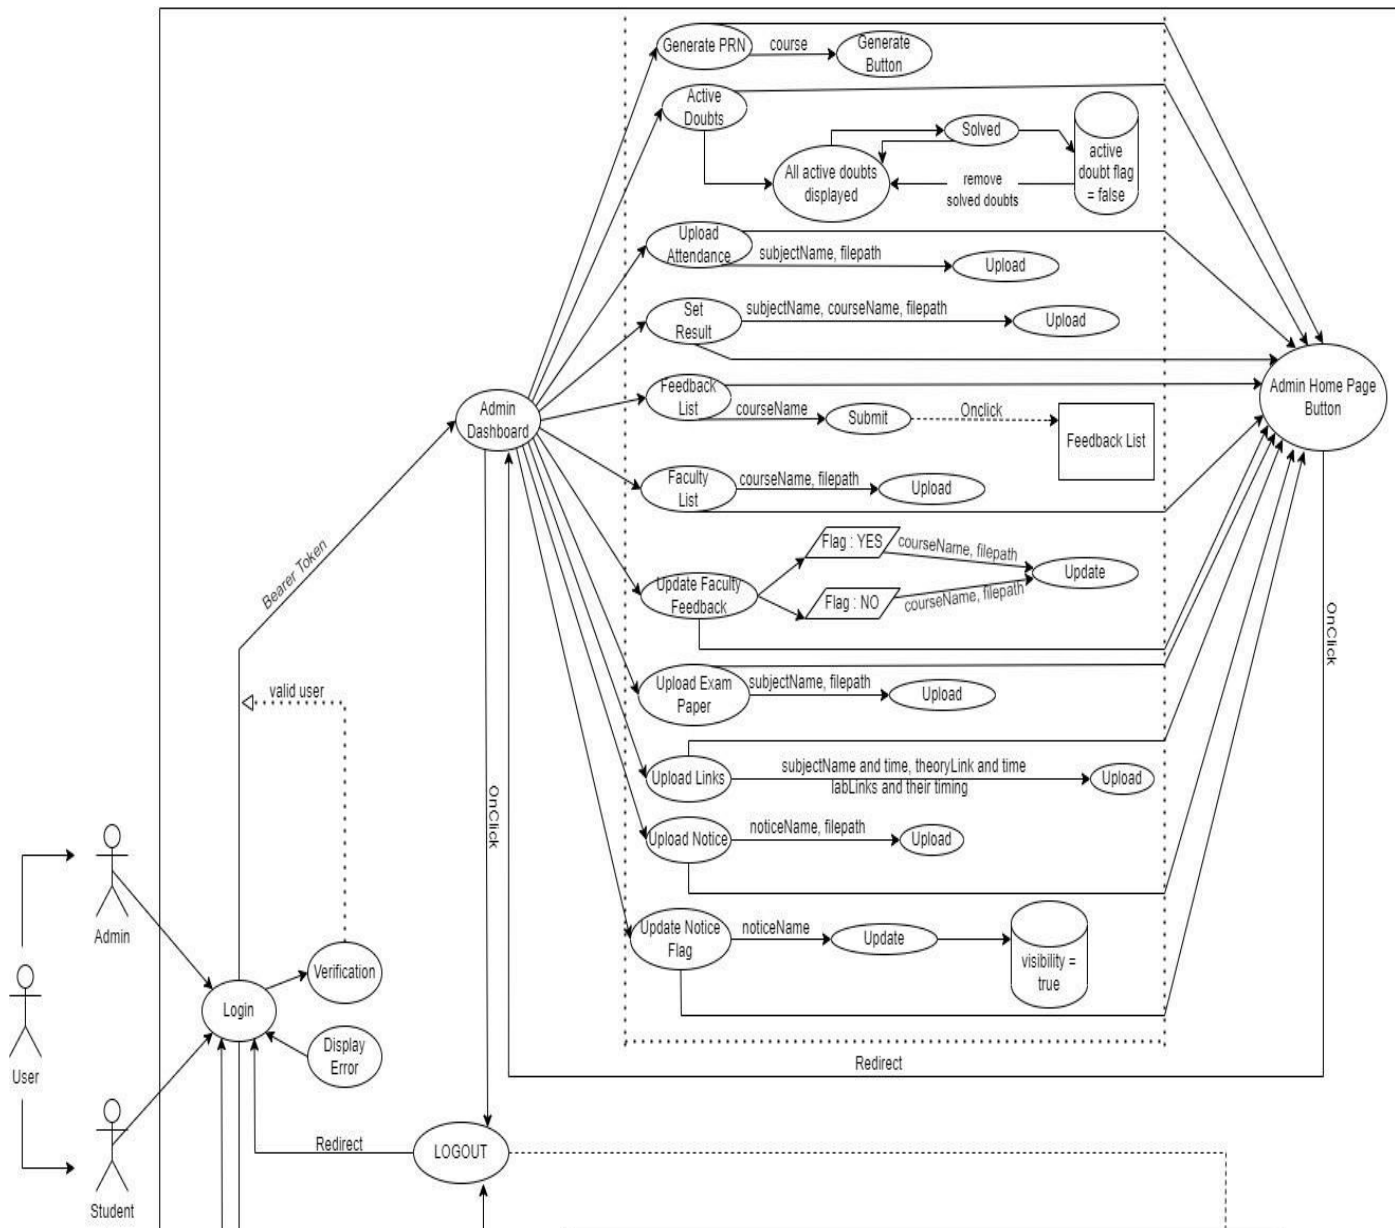 Generate PRN
course
Generate
Button
Active
Doubts
Solved
All active doubts
displayed
remove
solved doubts
active
doubt flag
= false
Upload
Attendance
subjectName, filepath
Upload
Set
Result
subjectName, courseName, filepath
Upload
Admin Home Page
Button
Feedback
List
courseName
Submit
Onclick
Feedback List
Admin
Dashboard
Faculty
List
courseName, filepath
Upload
Flag : YES
courseName, filepath
Update Faculty
Feedback
Update
Flag : NO
courseName, filepath
Bearer Token
OnClick
valid user
Upload Exam
Paper
subjectName, filepath
Upload
Upload Links
subjectName and time, theoryLink and time
labLinks and their timing
Upload
OnClick
Upload Notice
noticeName, filepath
Upload
Update Notice
Flag
noticeName
Update
visibility =
true
Admin
Verification
Login
Display
Error
User
Redirect
LOGOUT
Redirect
Student